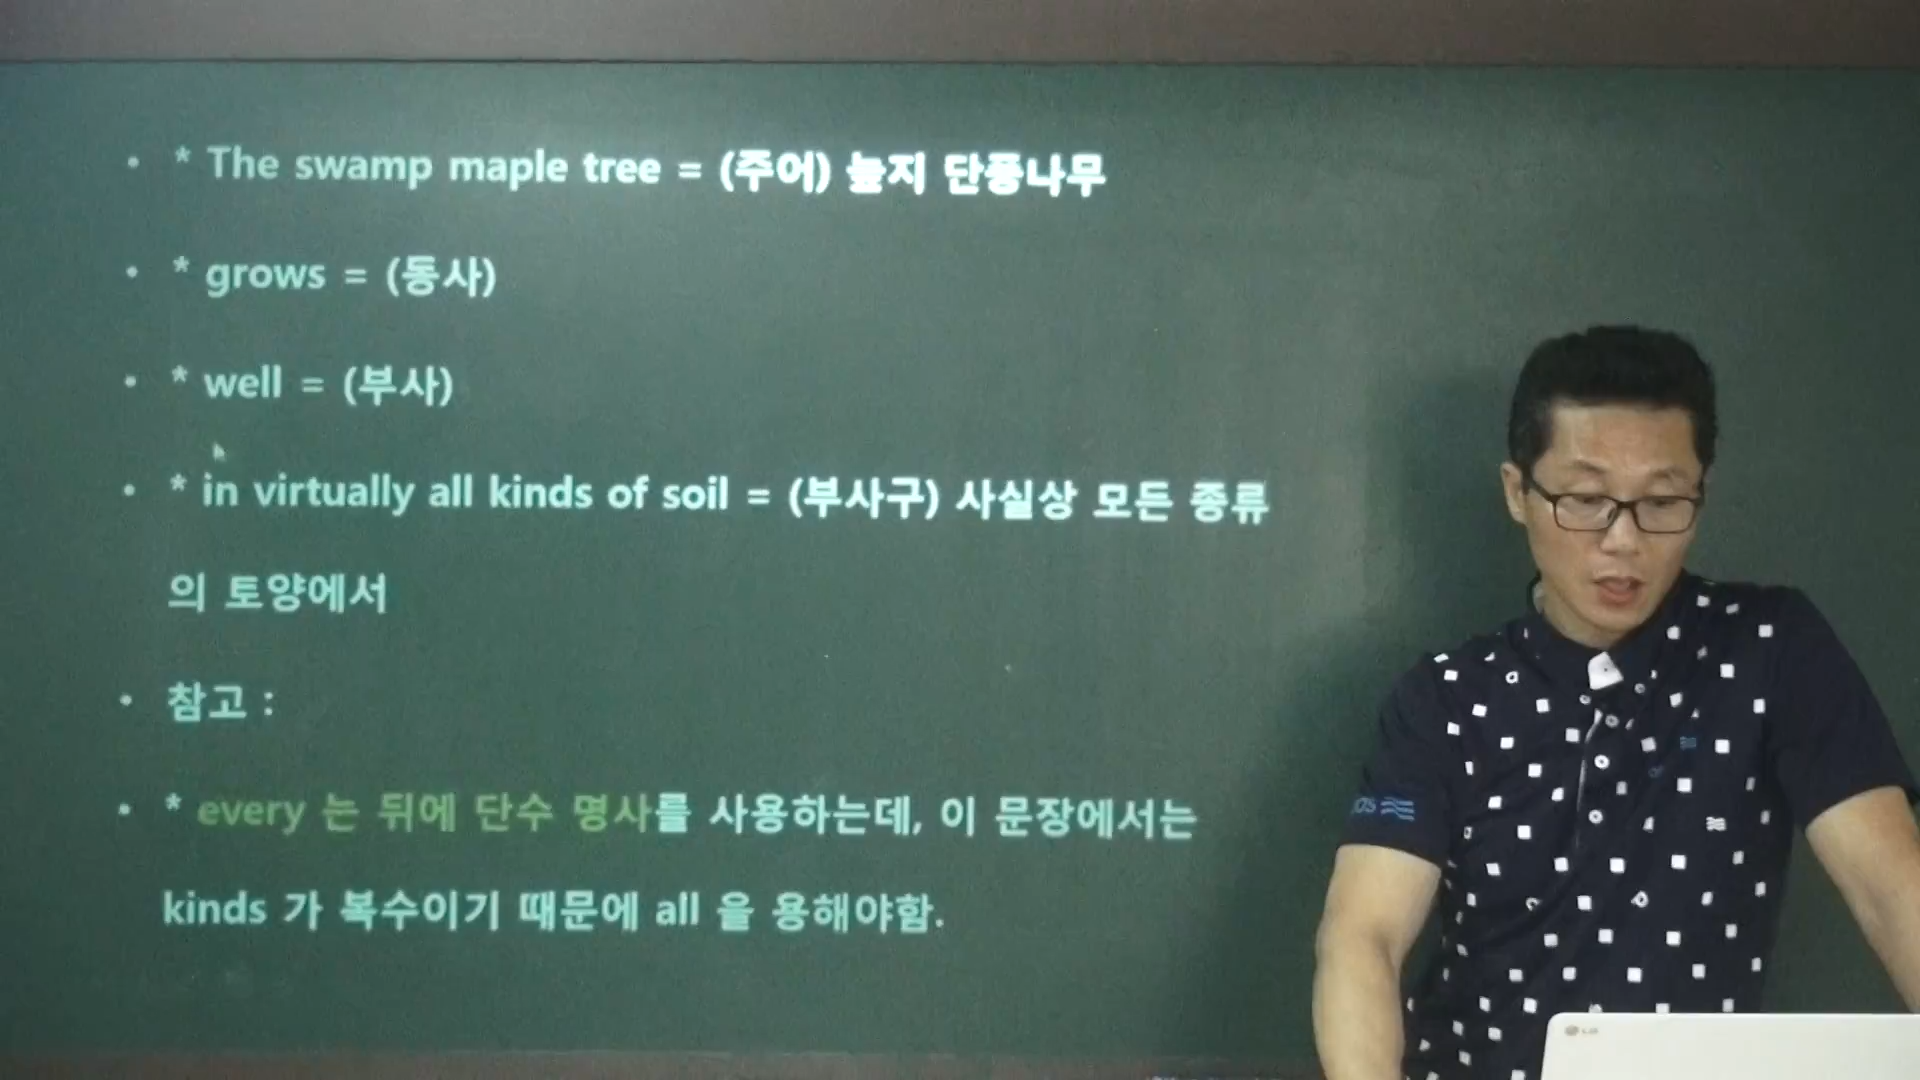 • * The swamp maple tree = (주어) 늪지 단풍나무
• * grows = (동사)
• * well = (부사)
• * in virtually all kinds of soil = (부사구) 사실상 모든 종류
의 토양에서
• 참고 :
• * every 는 뒤에 단수 명사를 사용하는데, 이 문장에서는
kinds 가 복수이기 때문에 all 을 용해야함.
LG